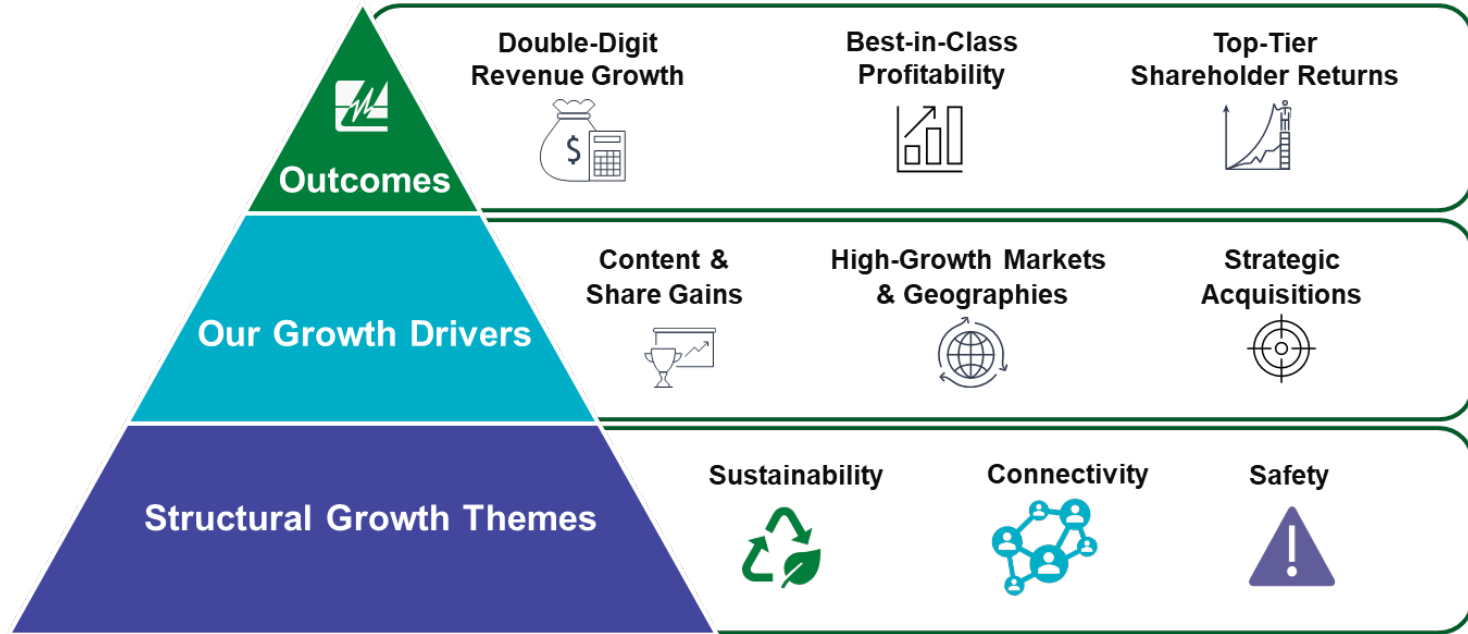 Double-Digit
Revenue Growth
Best-in-Class
Profitability
Top-Tier
Shareholder Returns
$
Outcomes
Content &
Share Gains
High-Growth Markets
& Geographies
Strategic
Acquisitions
Our Growth Drivers
Sustainability
Connectivity
Safety
Structural Growth Themes